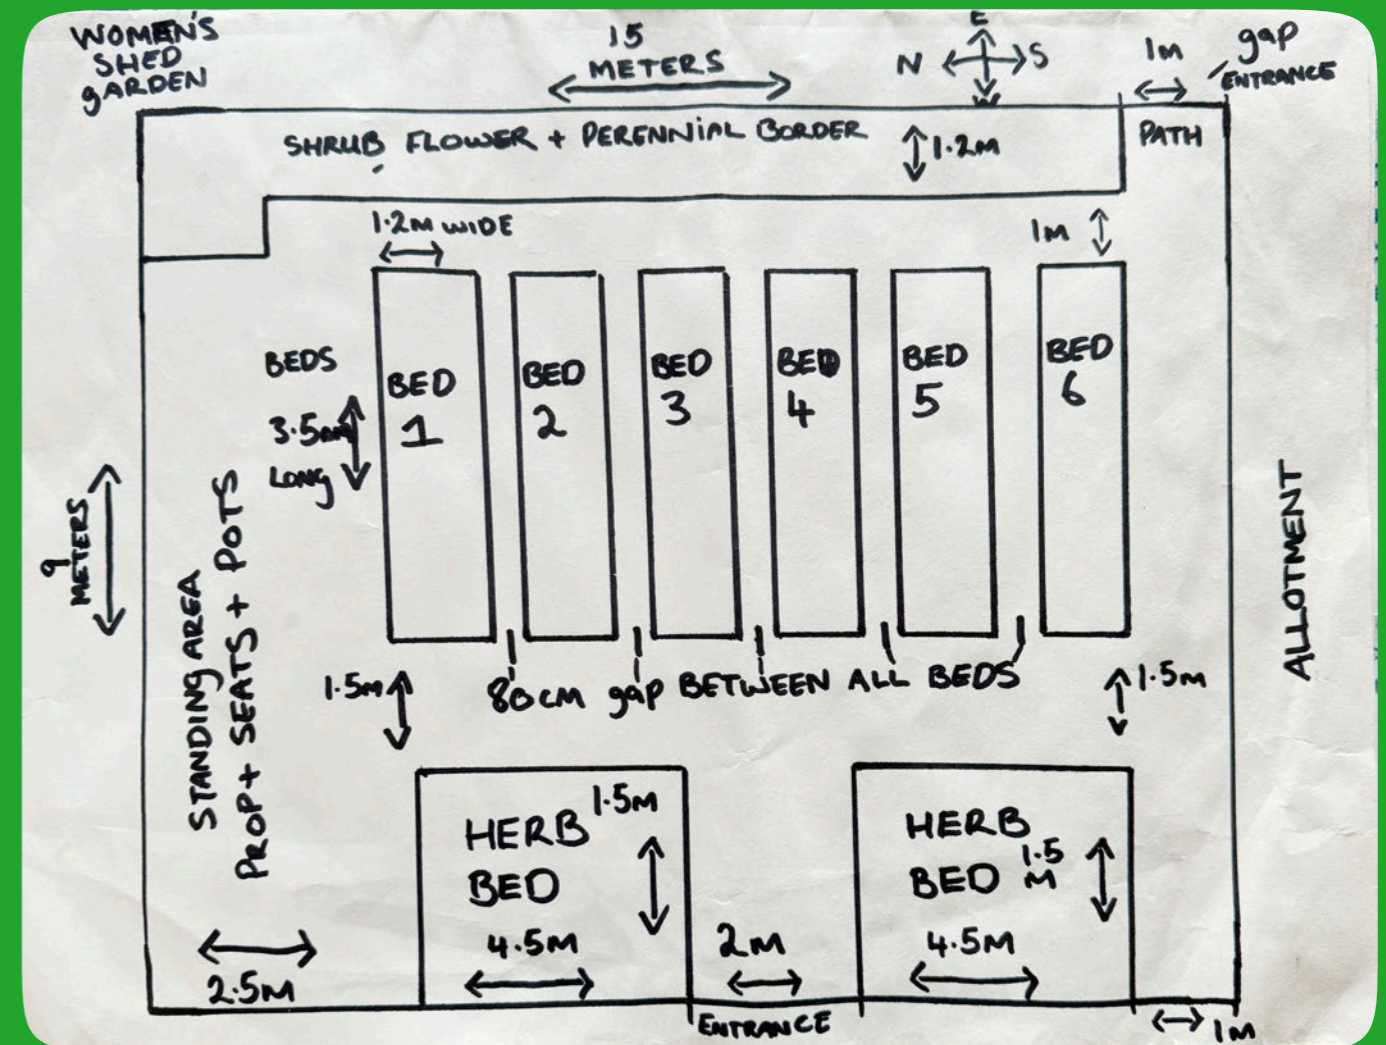 WOMEN'S
SHED
gARDEN
15
METERS
E
N
S
W
1M
gap
ENTRANCE
SHRUB FLOWER + PERENNIAL BORDER
1.2M
PATH
1.2M WIDE
1M
BEDS
3.5M
LONG
BED
1
BED
2
BED
3
BED
4
BED
5
BED
6
9
METERS
STANDING AREA
PROP + SEATS + POTS
ALLOTMENT
1.5M
80CM gap BETWEEN ALL BEDS
1.5M
HERB
BED
1.5M
4.5M
HERB
BED
1.5
M
4.5M
2M
2.5M
ENTRANCE
1M